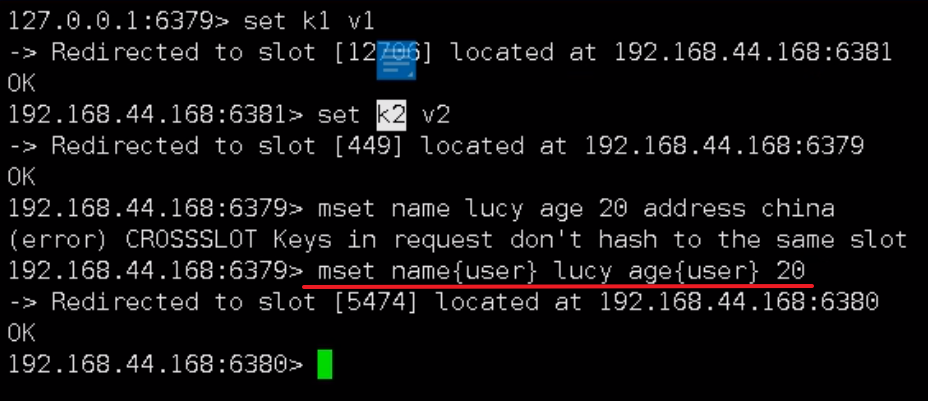 127.0.0.1:6379> set k1 v1
-> Redirected to slot [12706] located at 192.168.44.168:6381
OK
192.168.44.168:6381> set k2 v2
-> Redirected to slot [449] located at 192.168.44.168:6379
OK
192.168.44.168:6379> mset name lucy age 20 address china
(error) CROSSSLOT Keys in request don't hash to the same slot
192.168.44.168:6379> mset name{user} lucy age{user} 20
-> Redirected to slot [5474] located at 192.168.44.168:6380
OK
192.168.44.168:6380>